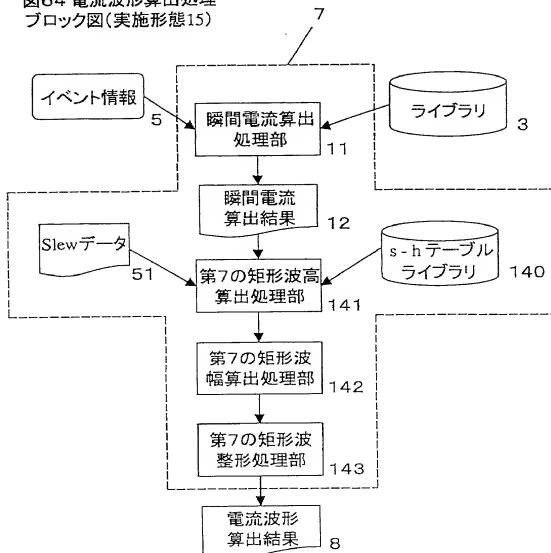 図64 電流波形算出処理
ブロック図(実施形態15)
7
イベント情報
5
瞬間電流算出
処理部
11
ライブラリ
3
瞬間電流
算出結果
12
Slewデータ
51
第7の矩形波高
算出処理部
141
s-hテーブル
ライブラリ
140
第7の矩形波
幅算出処理部
142
第7の矩形波
整形処理部
143
電流波形
算出結果
8